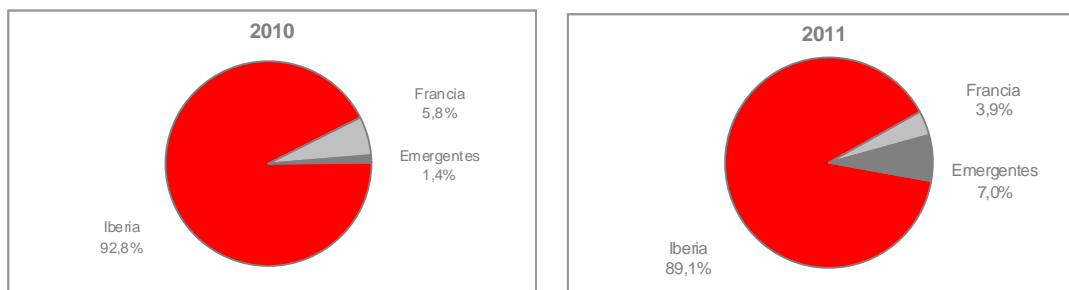 2010
Francia
5,8%
Emergentes
1,4%
Iberia
92,8%
2011
Francia
3,9%
Emergentes
7,0%
Iberia
89,1%